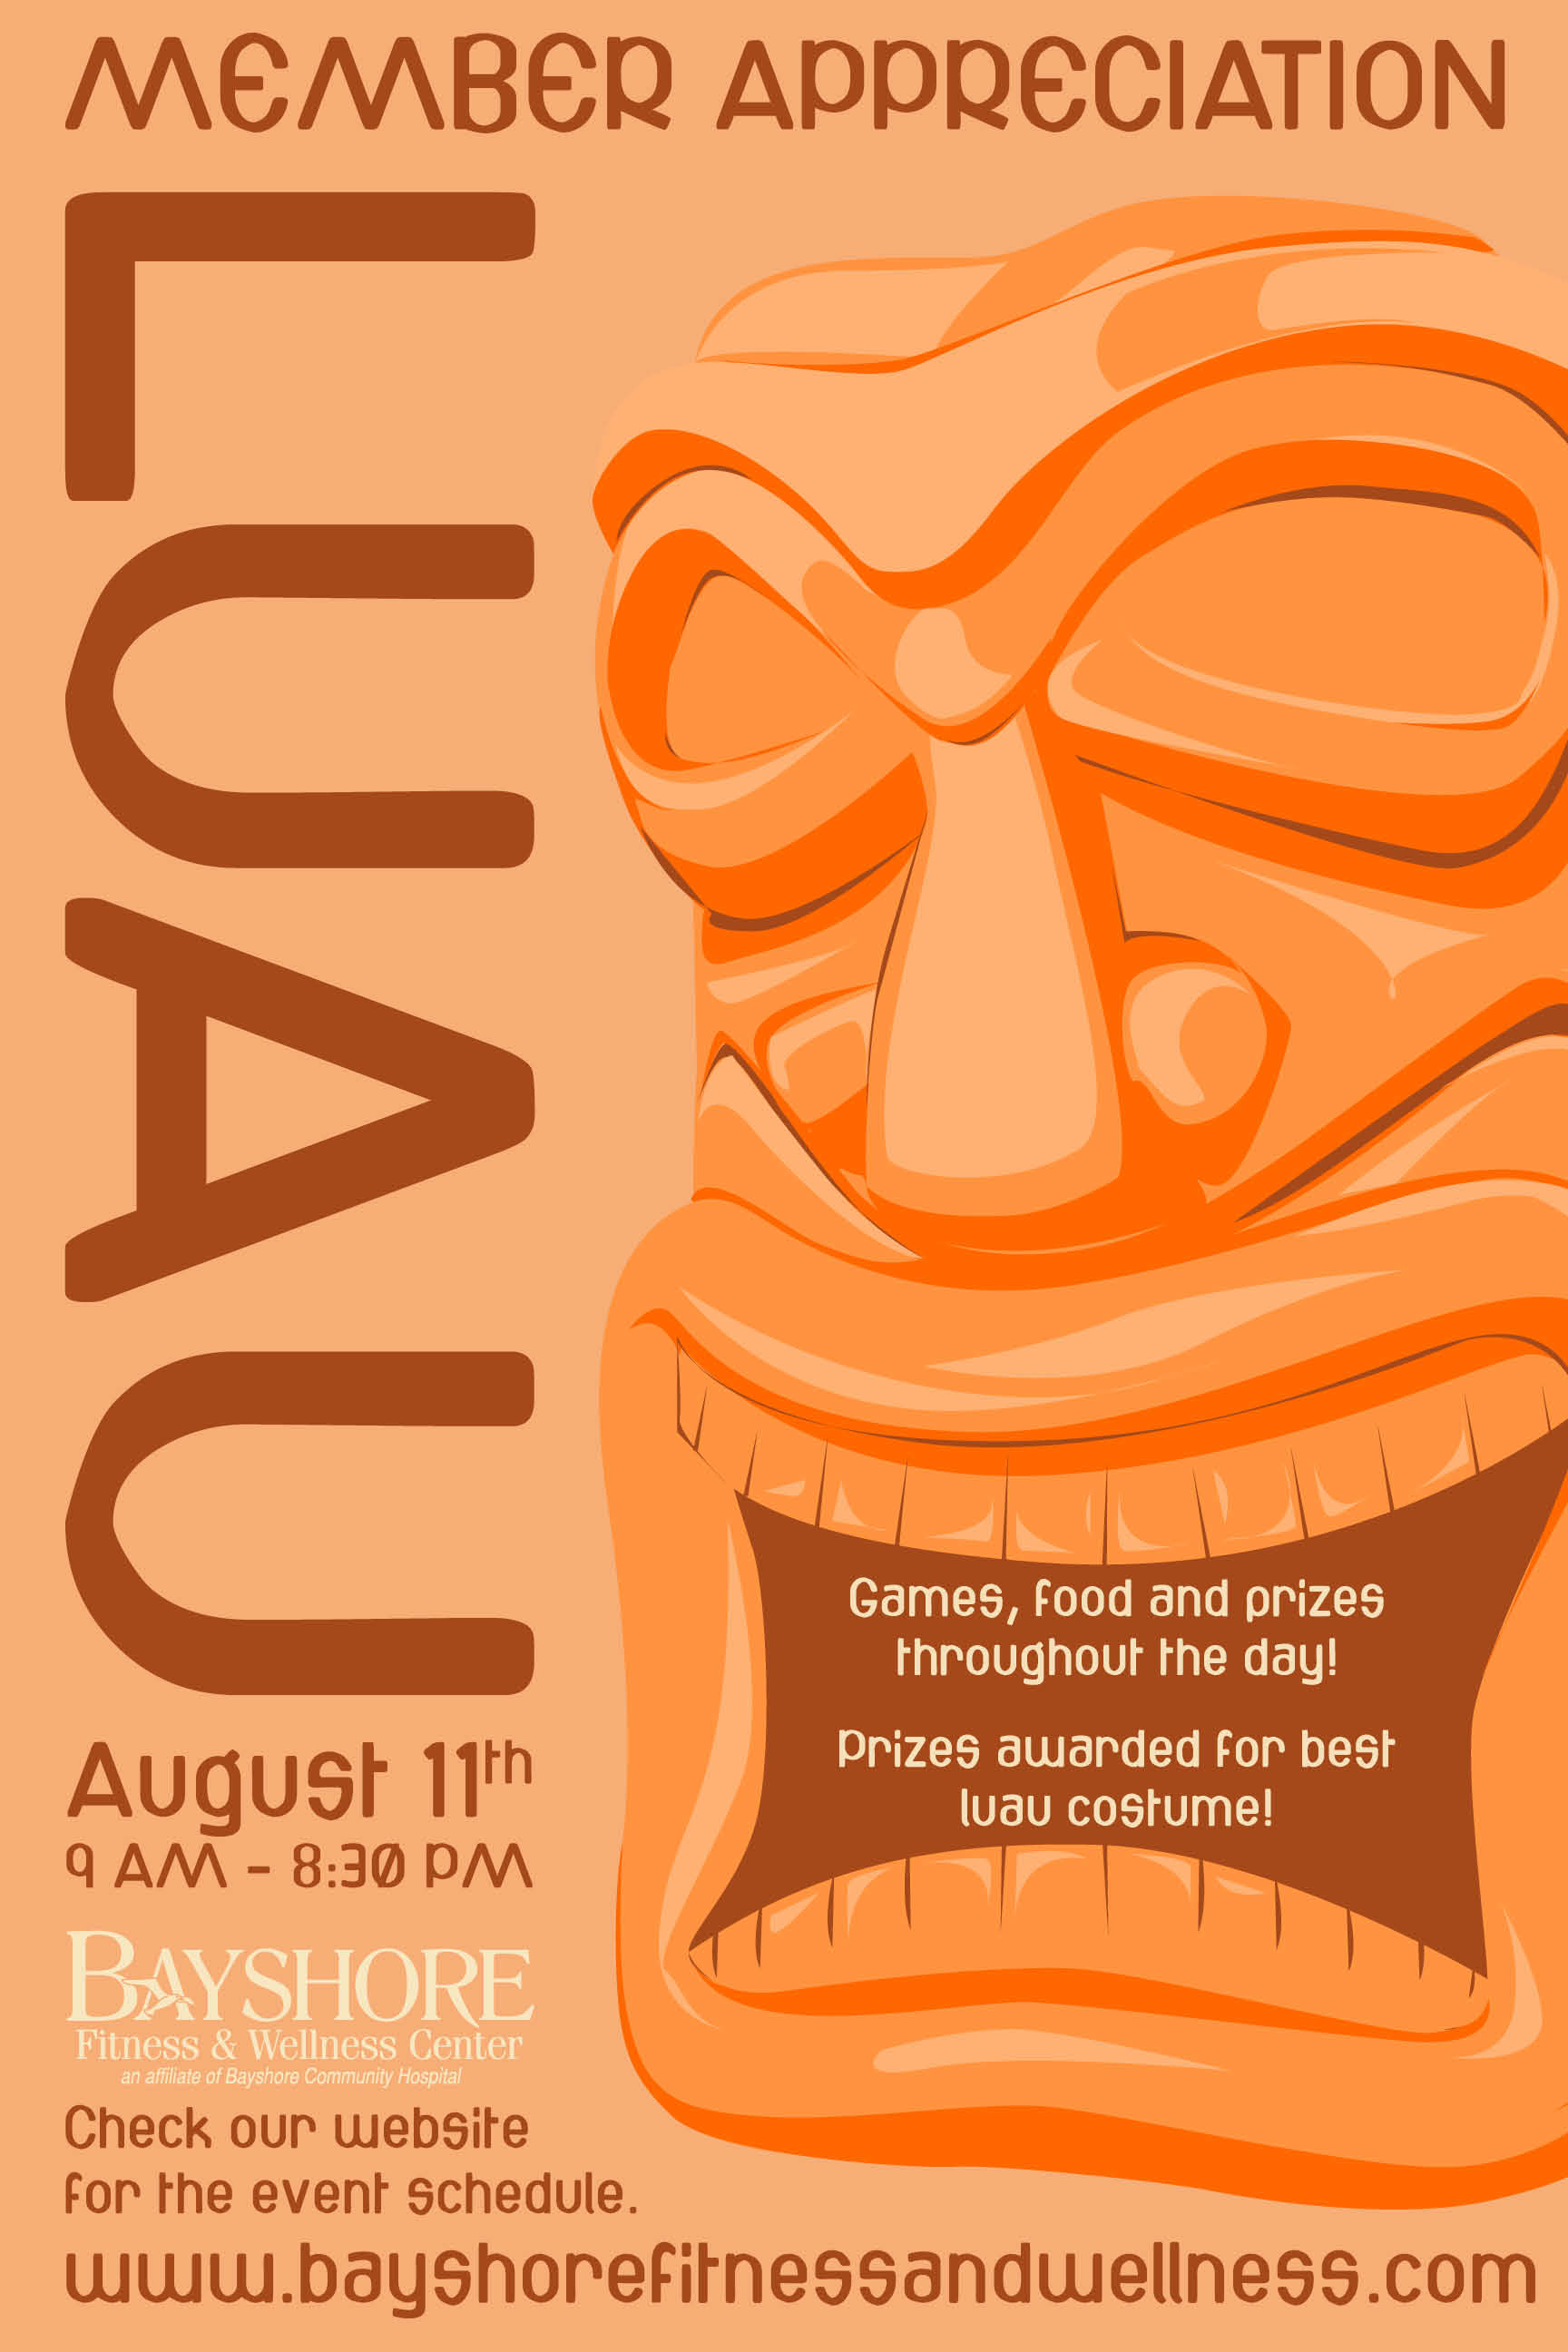 MEMBER APPRECIATION
LUAU
Games, food and prizes
throughout the day!
Prizes awarded for best
luau costume!
August 11th
9 AM - 8:30 PM
BAYSHORE
Fitness & Wellness Center
an affiliate of Bayshore Community Hospital
Check our website
for the event schedule.
www.bayshorefitnessandwellness.com